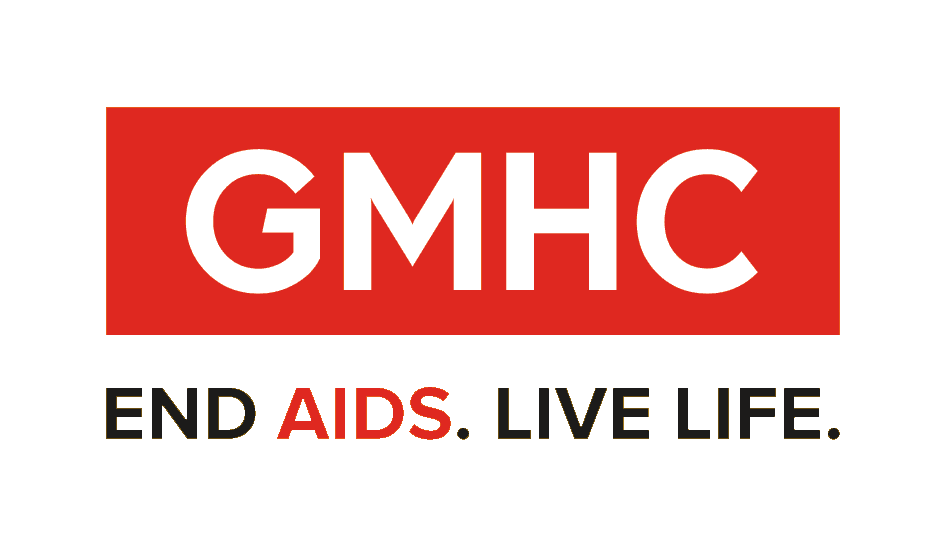 GMHC
END AIDS. LIVE LIFE.